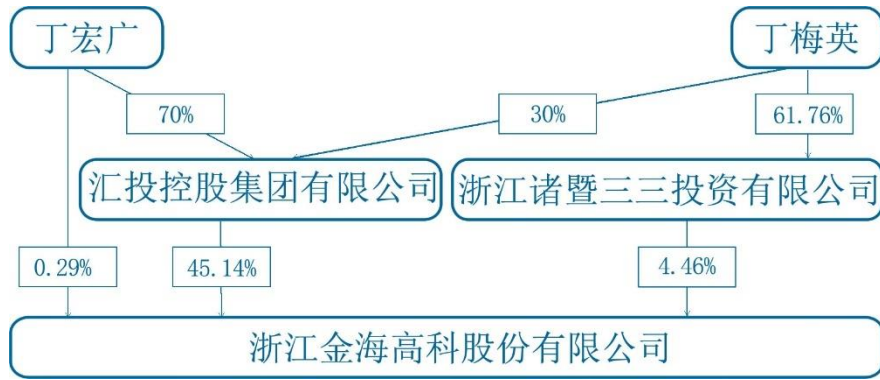 丁宏广
丁梅英
70%
30%
61.76%
汇投控股集团有限公司
浙江诸暨三三投资有限公司
0.29%
45.14%
4.46%
浙江金海高科股份有限公司